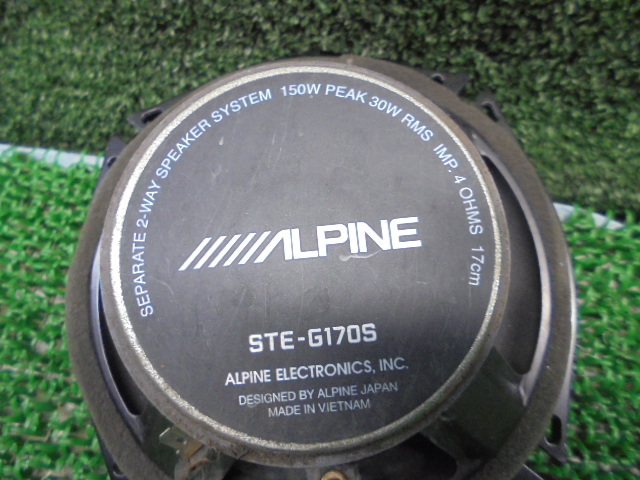 SEPARATE 2-WAY SPEAKER SYSTEM 150W PEAK 30W RMS IMP. 4 OHMS 17cm
ALPINE
STE-G170S
ALPINE ELECTRONICS, INC.
DESIGNED BY ALPINE JAPAN
MADE IN VIETNAM